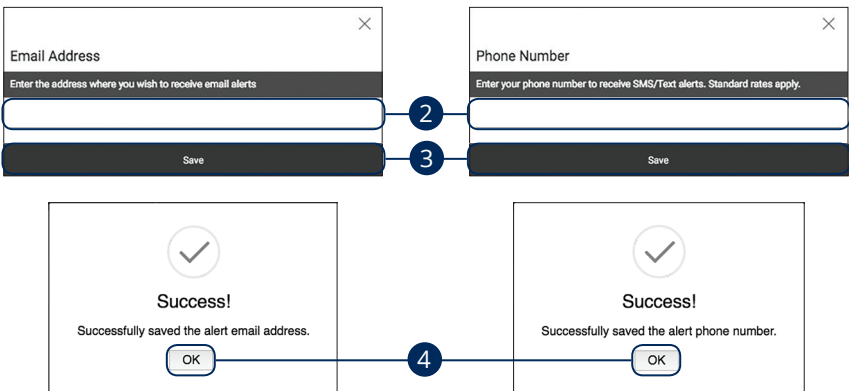 Email Address
Enter the address where you wish to receive email alerts
Save
Phone Number
Enter your phone number to receive SMS/Text alerts. Standard rates apply.
Save
2
3
Success!
Successfully saved the alert email address.
OK
Success!
Successfully saved the alert phone number.
OK
4